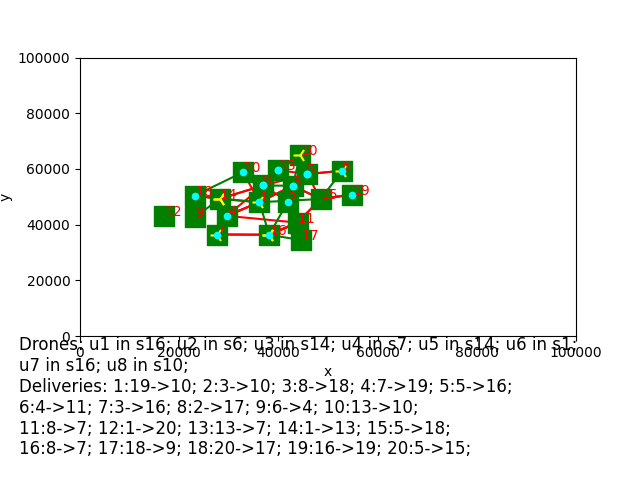 100000
80000
60000
40000
20000
0
y
0 20000 40000 60000 80000 100000
x
12
11
17
Drones: u1 in s16; u2 in s6; u3 in s14; u4 in s7; u5 in s14; u6 in s1;
u7 in s16; u8 in s10;
Deliveries: 1:19->10; 2:3->10; 3:8->18; 4:7->19; 5:5->16;
6:4->11; 7:3->16; 8:2->17; 9:6->4; 10:13->10;
11:8->7; 12:1->20; 13:13->7; 14:1->13; 15:5->18;
16:8->7; 17:18->9; 18:20->17; 19:16->19; 20:5->15;